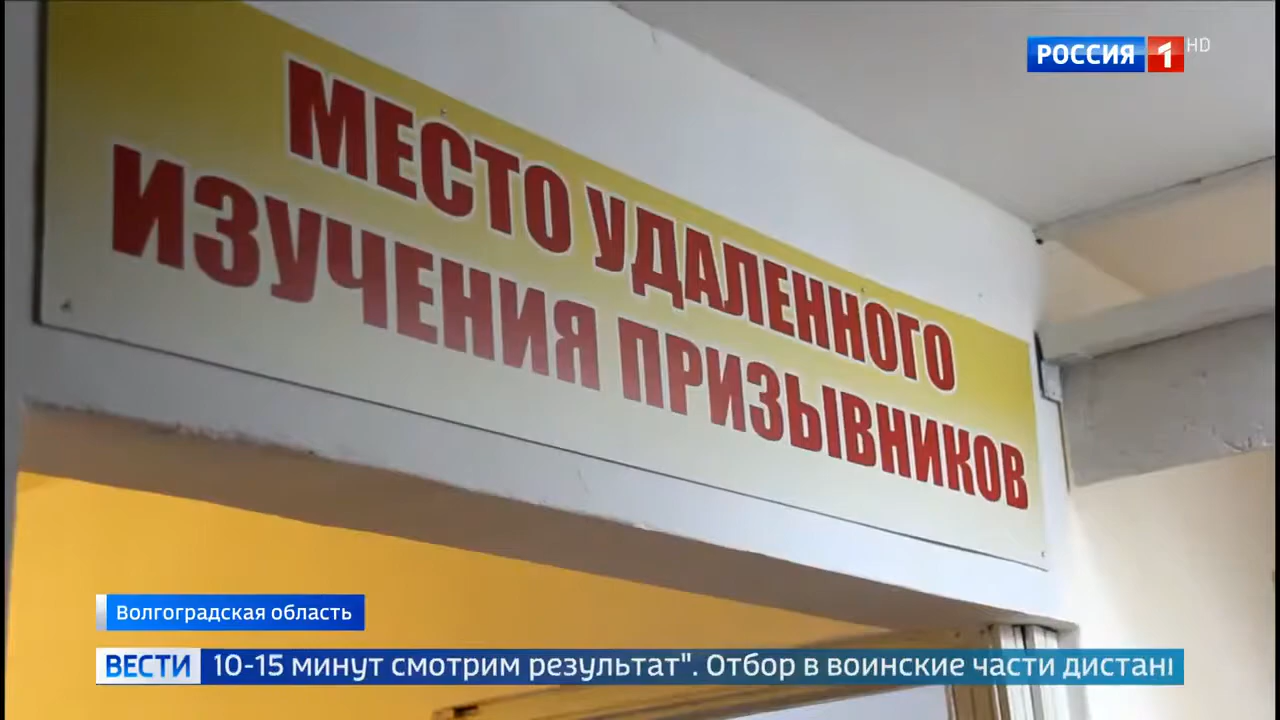 РОССИЯ 1 HD
МЕСТО УДАЛЕННОГО
ИЗУЧЕНИЯ ПРИЗЫВНИКОВ
Волгоградская область
ВЕСТИ 10-15 минут смотрим результат". Отбор в воинские части